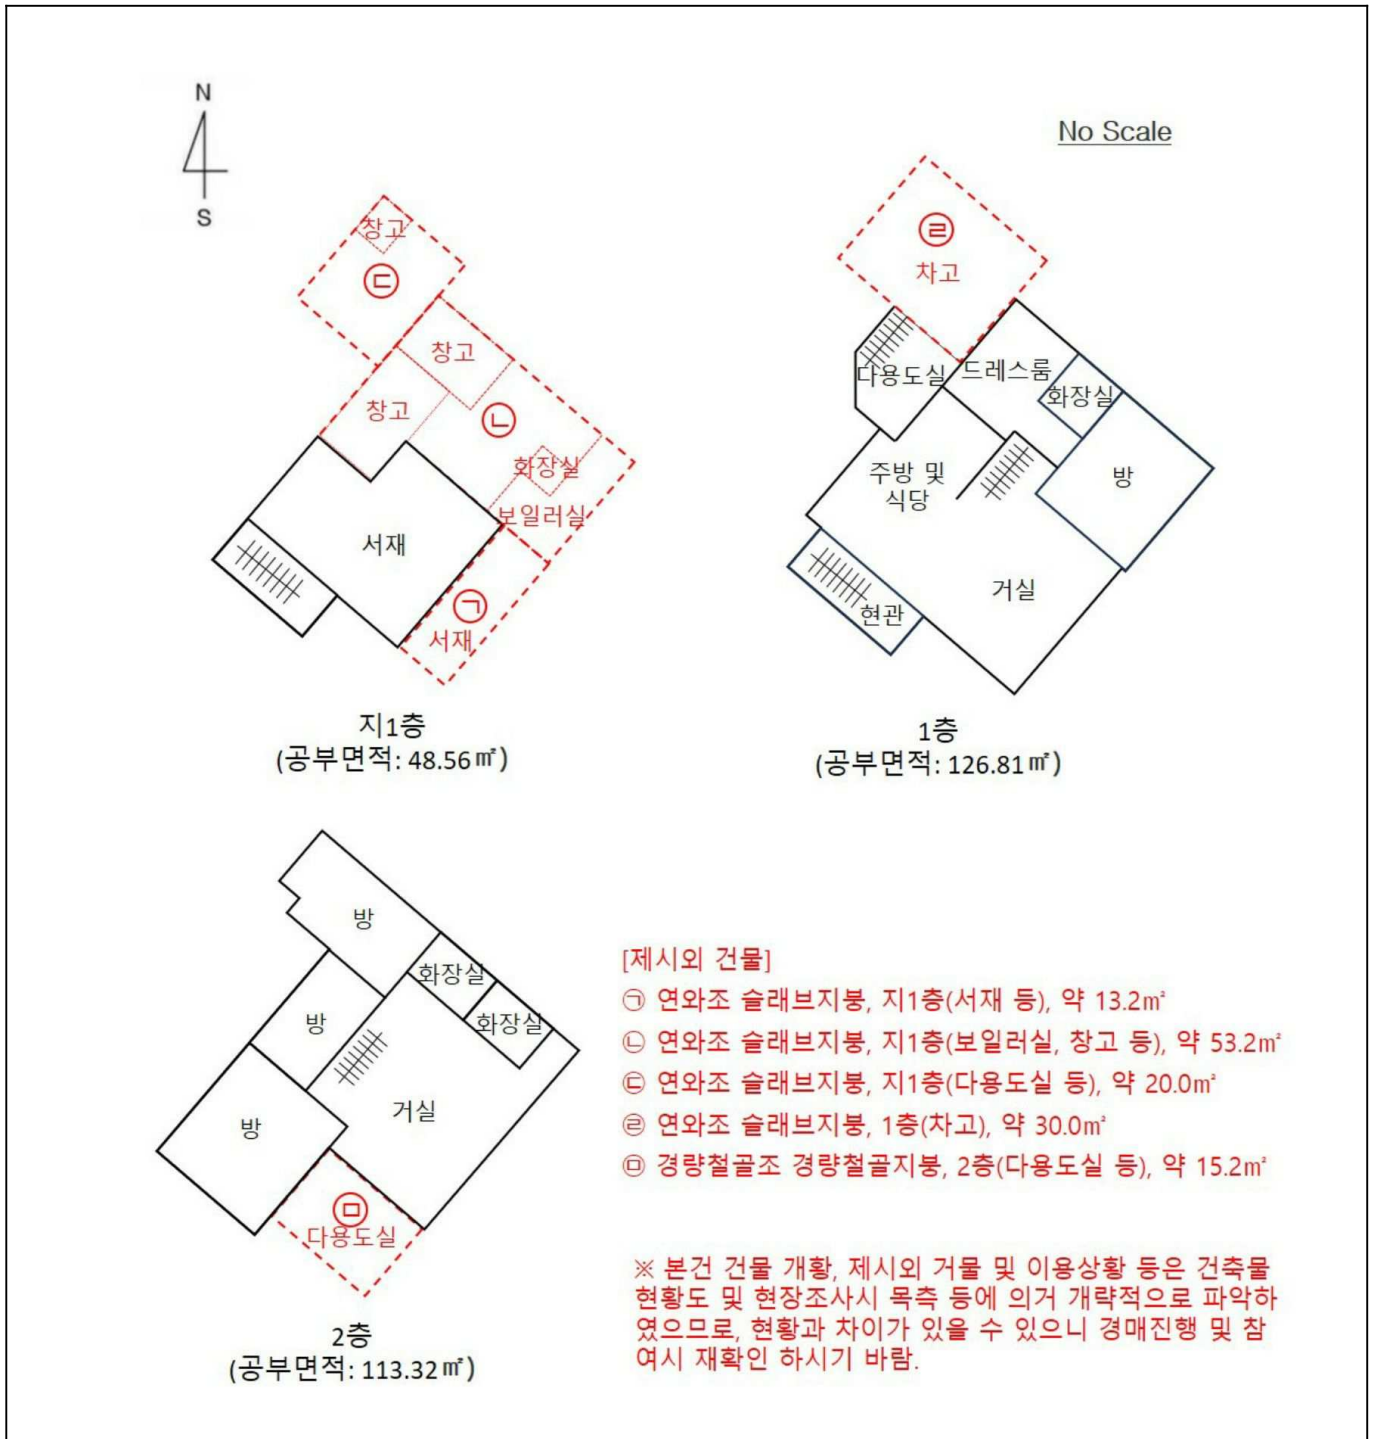 N
S
No Scale
창고
㉢
창고
창고
㉡
화장실
보일러실
서재
㉠
서재
지1층
(공부면적: 48.56㎡)
㉣
차고
다용도실
드레스룸
화장실
주방 및
식당
방
거실
현관
1층
(공부면적: 126.81㎡)
방
화장실
화장실
방
거실
방
㉤
다용도실
2층
(공부면적: 113.32㎡)
[제시외 건물]
㉠ 연와조 슬래브지붕, 지1층(서재 등), 약 13.2㎡
㉡ 연와조 슬래브지붕, 지1층(보일러실, 창고 등), 약 53.2㎡
㉢ 연와조 슬래브지붕, 지1층(다용도실 등), 약 20.0㎡
㉣ 연와조 슬래브지붕, 1층(차고), 약 30.0㎡
㉤ 경량철골조 경량철골지붕, 2층(다용도실 등), 약 15.2㎡
※ 본건 건물 개황, 제시외 거물 및 이용상황 등은 건축물
현황도 및 현장조사시 목측 등에 의거 개략적으로 파악하
였으므로, 현황과 차이가 있을 수 있으니 경매진행 및 참
여시 재확인 하시기 바람.